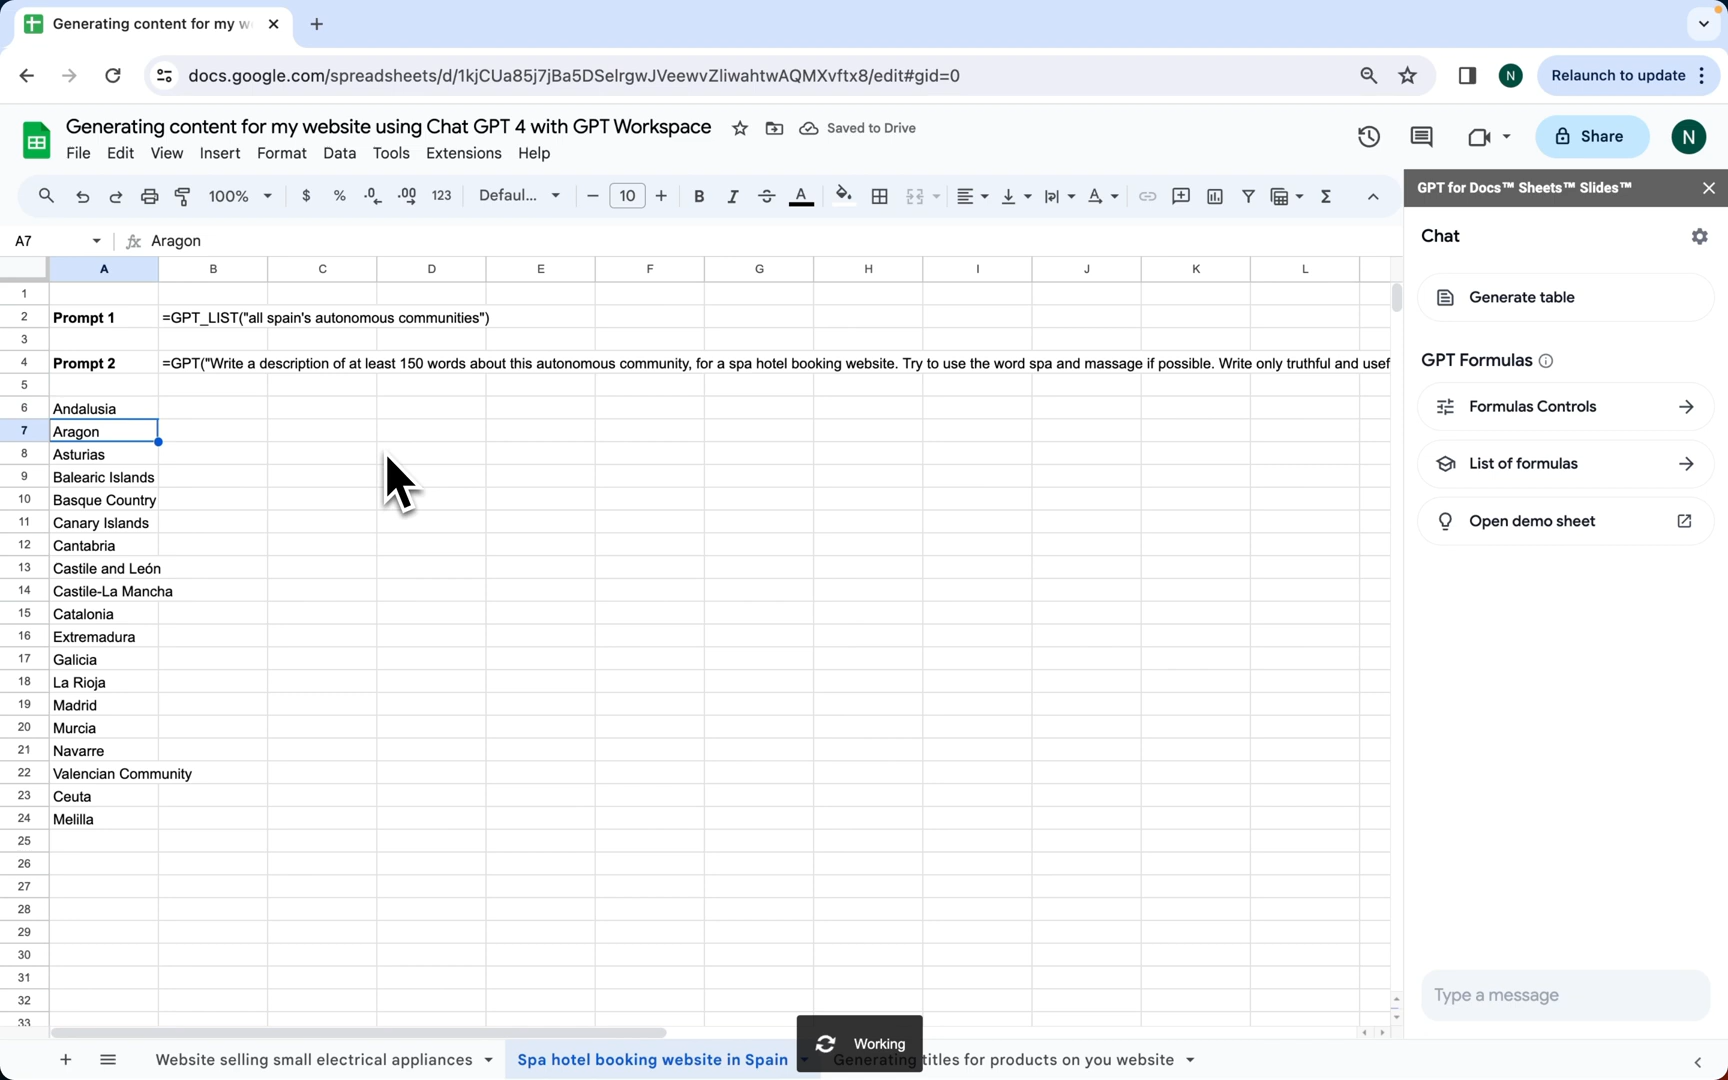 Generating content for my w
docs.google.com/spreadsheets/d/1kjCUa85j7jBa5DSelrgwJVeewvZliwahtwAQMXvftx8/edit#gid=0
N
Relaunch to update
Generating content for my website using Chat GPT 4 with GPT Workspace
Saved to Drive
File Edit View Insert Format Data Tools Extensions Help
Share
N
100%
$ % .0 .00 123
Defaul...
10
B I A
GPT for Docs™ Sheets™ Slides™
A7
fx Aragon
Chat
A B C D E F G H I J K L
1
Generate table
2 Prompt 1 =GPT_LIST("all spain's autonomous communities")
3
GPT Formulas
4 Prompt 2 =GPT("Write a description of at least 150 words about this autonomous community, for a spa hotel booking website. Try to use the word spa and massage if possible. Write only truthful and usef
5
Formulas Controls
6 Andalusia
7 Aragon
8 Asturias
List of formulas
9 Balearic Islands
10 Basque Country
11 Canary Islands
Open demo sheet
12 Cantabria
13 Castile and León
14 Castile-La Mancha
15 Catalonia
16 Extremadura
17 Galicia
18 La Rioja
19 Madrid
20 Murcia
21 Navarre
22 Valencian Community
23 Ceuta
24 Melilla
25
26
27
28
29
30
31
32
33
Type a message
Working
Website selling small electrical appliances
Spa hotel booking website in Spain
Generating titles for products on you website